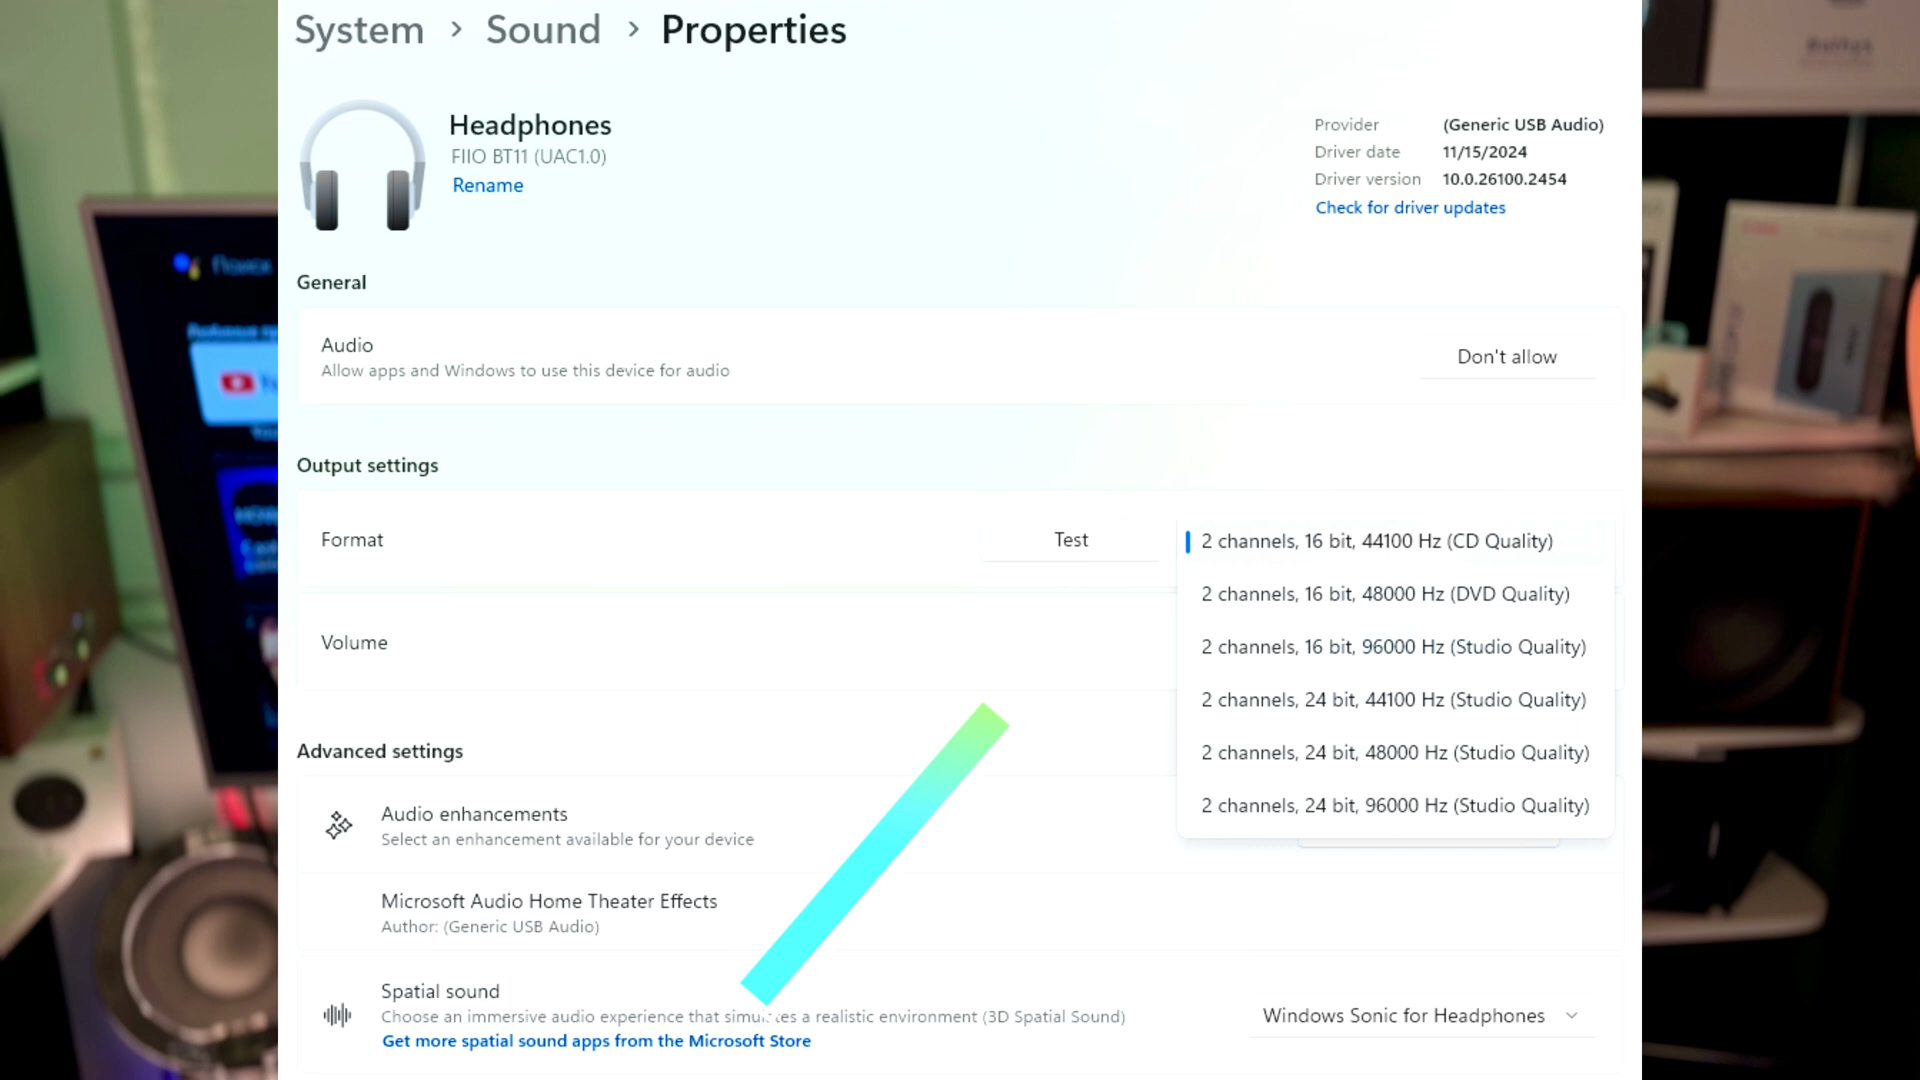 System > Sound > Properties
Headphones
FIIO BT11 (UAC1.0)
Rename
Provider (Generic USB Audio)
Driver date 11/15/2024
Driver version 10.0.26100.2454
Check for driver updates
Поиск
General
Audio
Allow apps and Windows to use this device for audio
Don't allow
Output settings
Format
Test
2 channels, 16 bit, 44100 Hz (CD Quality)
2 channels, 16 bit, 48000 Hz (DVD Quality)
2 channels, 16 bit, 96000 Hz (Studio Quality)
2 channels, 24 bit, 44100 Hz (Studio Quality)
2 channels, 24 bit, 48000 Hz (Studio Quality)
2 channels, 24 bit, 96000 Hz (Studio Quality)
Volume
Advanced settings
Audio enhancements
Select an enhancement available for your device
Microsoft Audio Home Theater Effects
Author: (Generic USB Audio)
Spatial sound
Choose an immersive audio experience that simulates a realistic environment (3D Spatial Sound)
Get more spatial sound apps from the Microsoft Store
Windows Sonic for Headphones